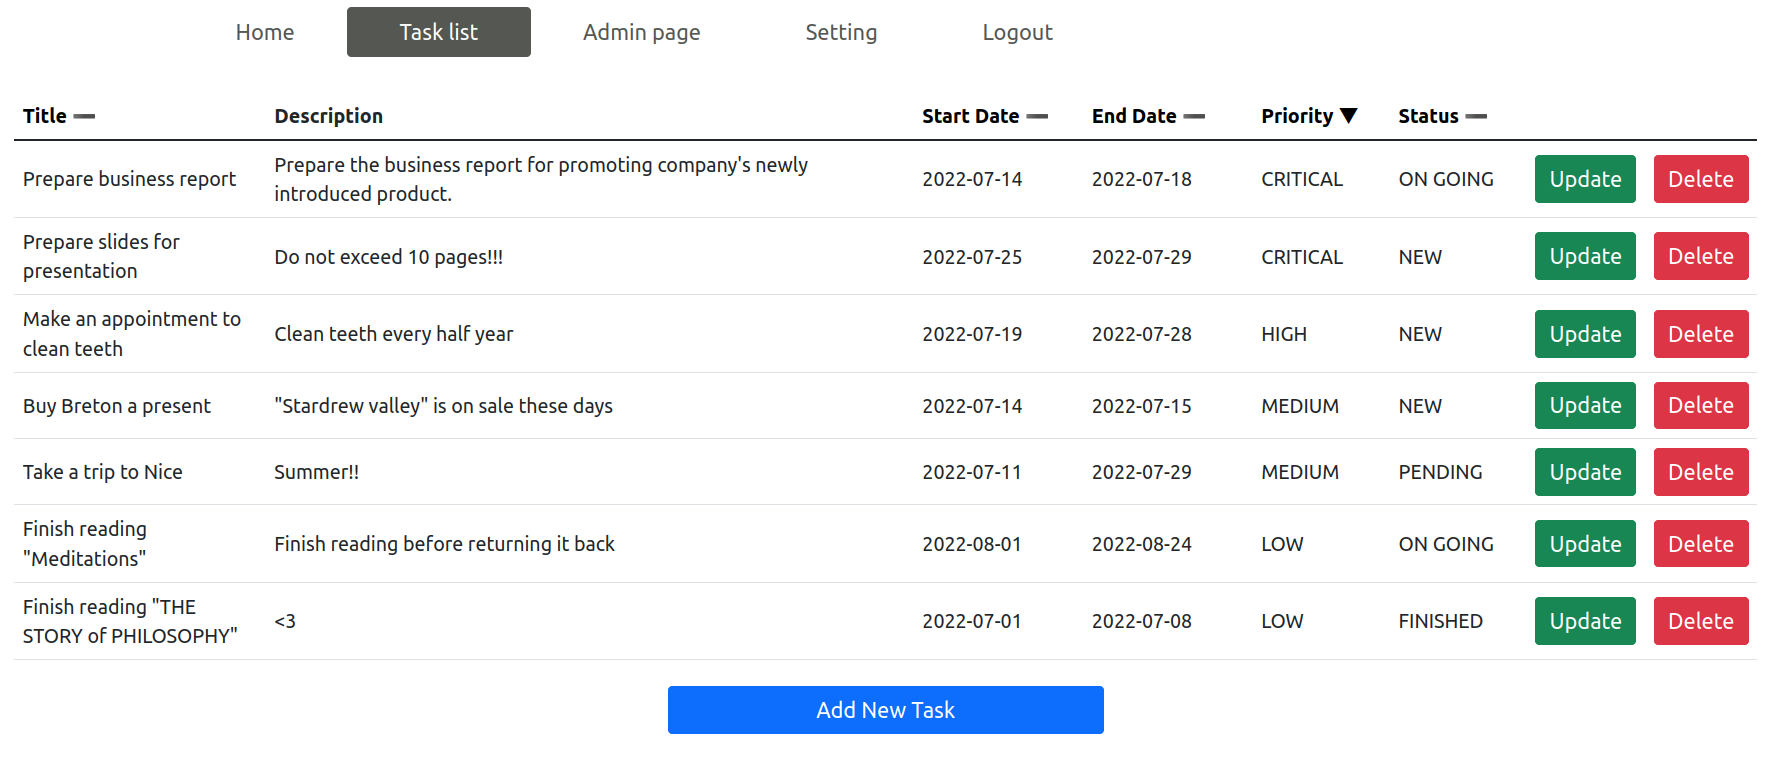 Home Task list Admin page Setting Logout
Title Description Start Date End Date Priority ▼ Status
Prepare business report Prepare the business report for promoting company's newly introduced product. 2022-07-14 2022-07-18 CRITICAL ON GOING Update Delete
Prepare slides for presentation Do not exceed 10 pages!!! 2022-07-25 2022-07-29 CRITICAL NEW Update Delete
Make an appointment to clean teeth Clean teeth every half year 2022-07-19 2022-07-28 HIGH NEW Update Delete
Buy Breton a present "Stardrew valley" is on sale these days 2022-07-14 2022-07-15 MEDIUM NEW Update Delete
Take a trip to Nice Summer!! 2022-07-11 2022-07-29 MEDIUM PENDING Update Delete
Finish reading "Meditations" Finish reading before returning it back 2022-08-01 2022-08-24 LOW ON GOING Update Delete
Finish reading "THE STORY of PHILOSOPHY" <3 2022-07-01 2022-07-08 LOW FINISHED Update Delete
Add New Task